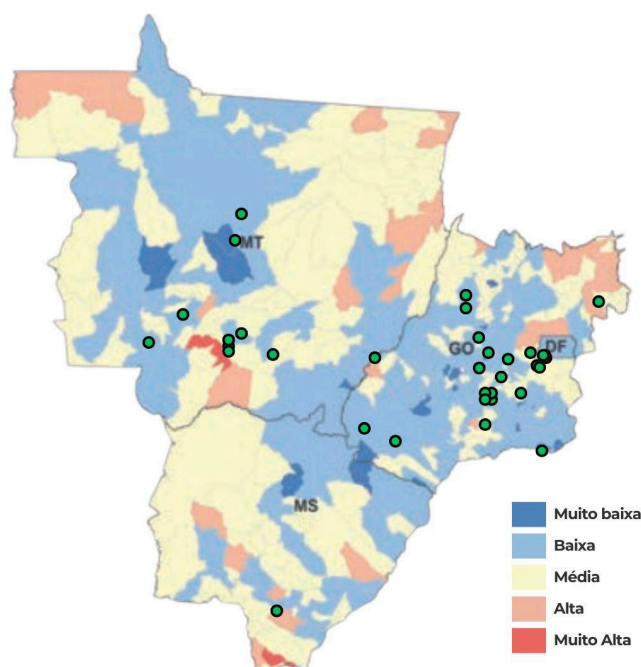 MT
GO
DF
MS
Muito baixa
Baixa
Média
Alta
Muito Alta